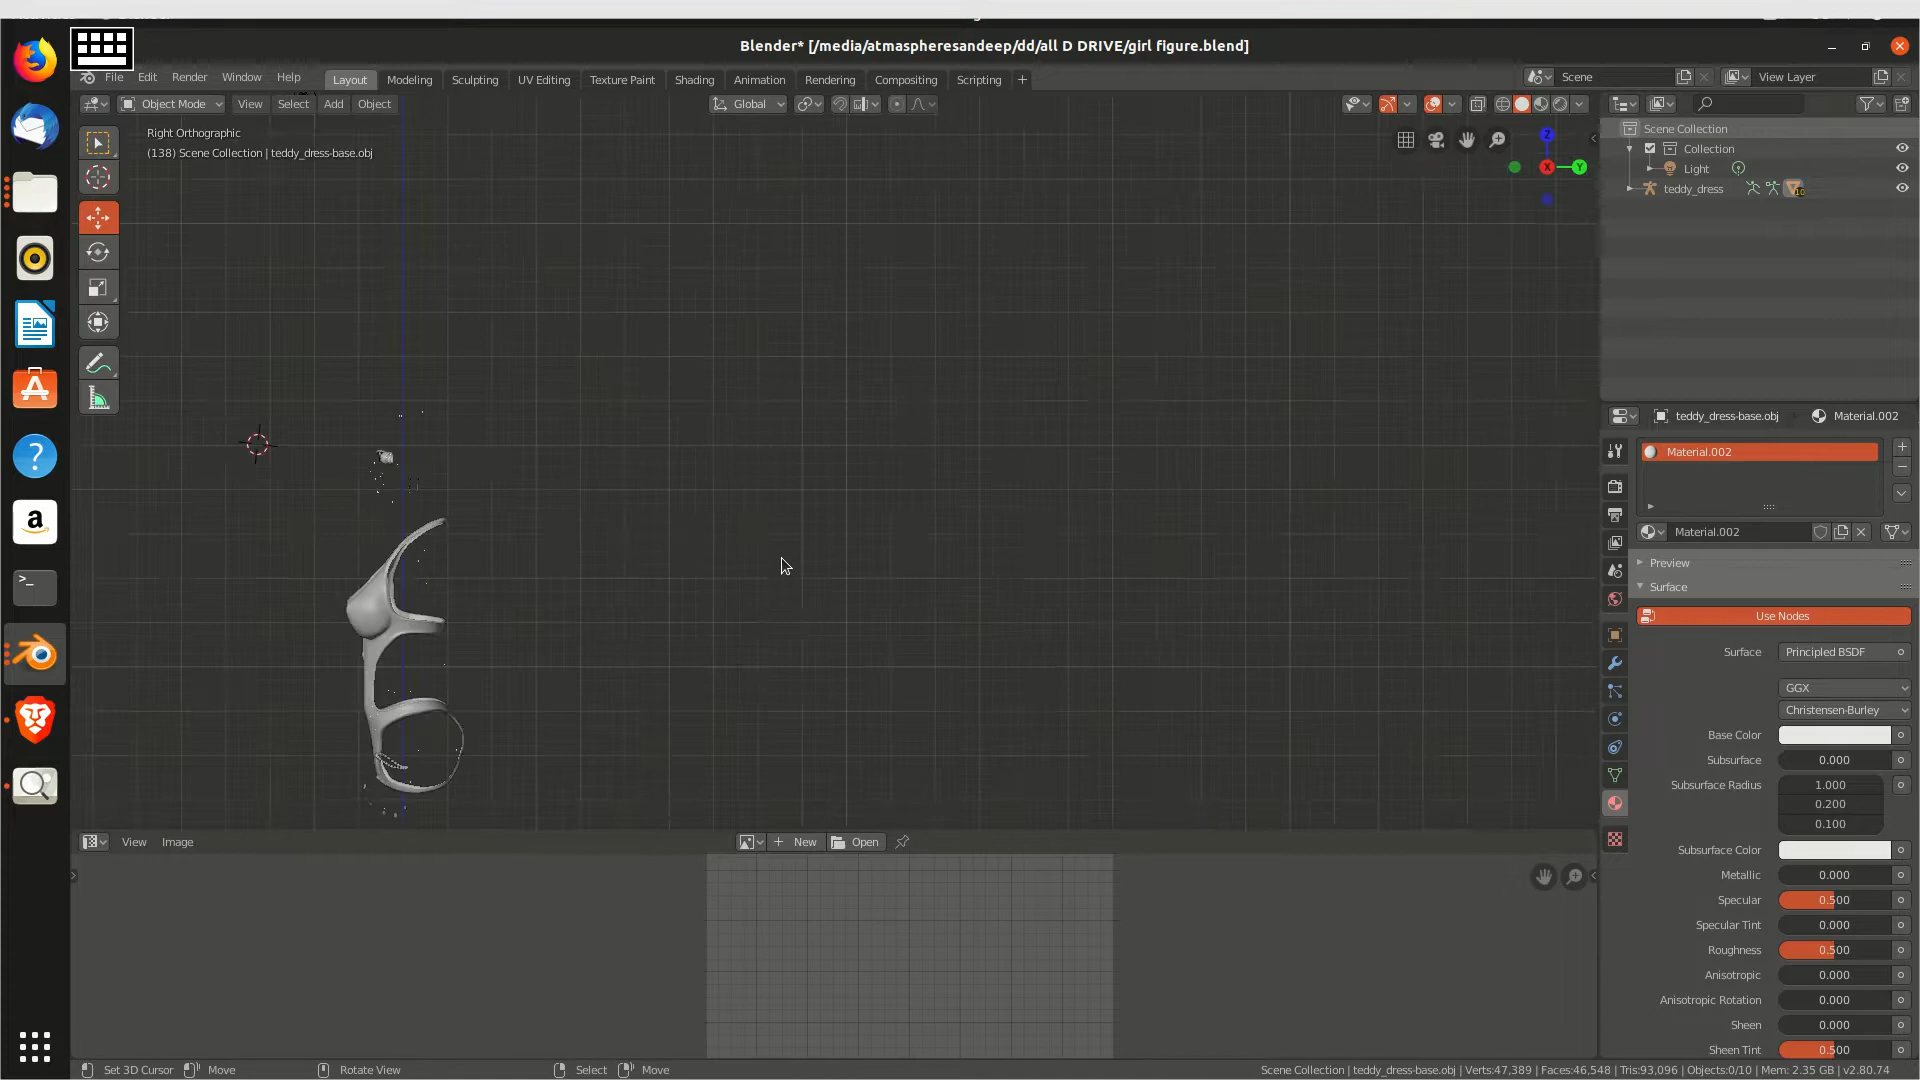 Blender* [/media/atmaspheresandeep/dd/all D DRIVE/girl figure.blend]
File Edit Render Window Help Layout Modeling Sculpting UV Editing Texture Paint Shading Animation Rendering Compositing Scripting + Scene View Layer
Object Mode View Select Add Object Global
Right Orthographic
(138) Scene Collection | teddy_dress-base.obj
Z
X
Y
Scene Collection
Collection
Light
teddy_dress 10
teddy_dress-base.obj Material.002
Material.002
Material.002
Preview
Surface
Use Nodes
Surface Principled BSDF
GGX
Christensen-Burley
Base Color
Subsurface 0.000
Subsurface Radius 1.000
0.200
0.100
Subsurface Color
Metallic 0.000
Specular 0.500
Specular Tint 0.000
Roughness 0.500
Anisotropic 0.000
Anisotropic Rotation 0.000
Sheen 0.000
Sheen Tint 0.500
View Image New Open
Set 3D Cursor Move Rotate View Select Move
Scene Collection | teddy_dress-base.obj | Verts:47,389 | Faces:46,548 | Tris:93,096 | Objects:0/10 | Mem: 2.35 GB | v2.80.74